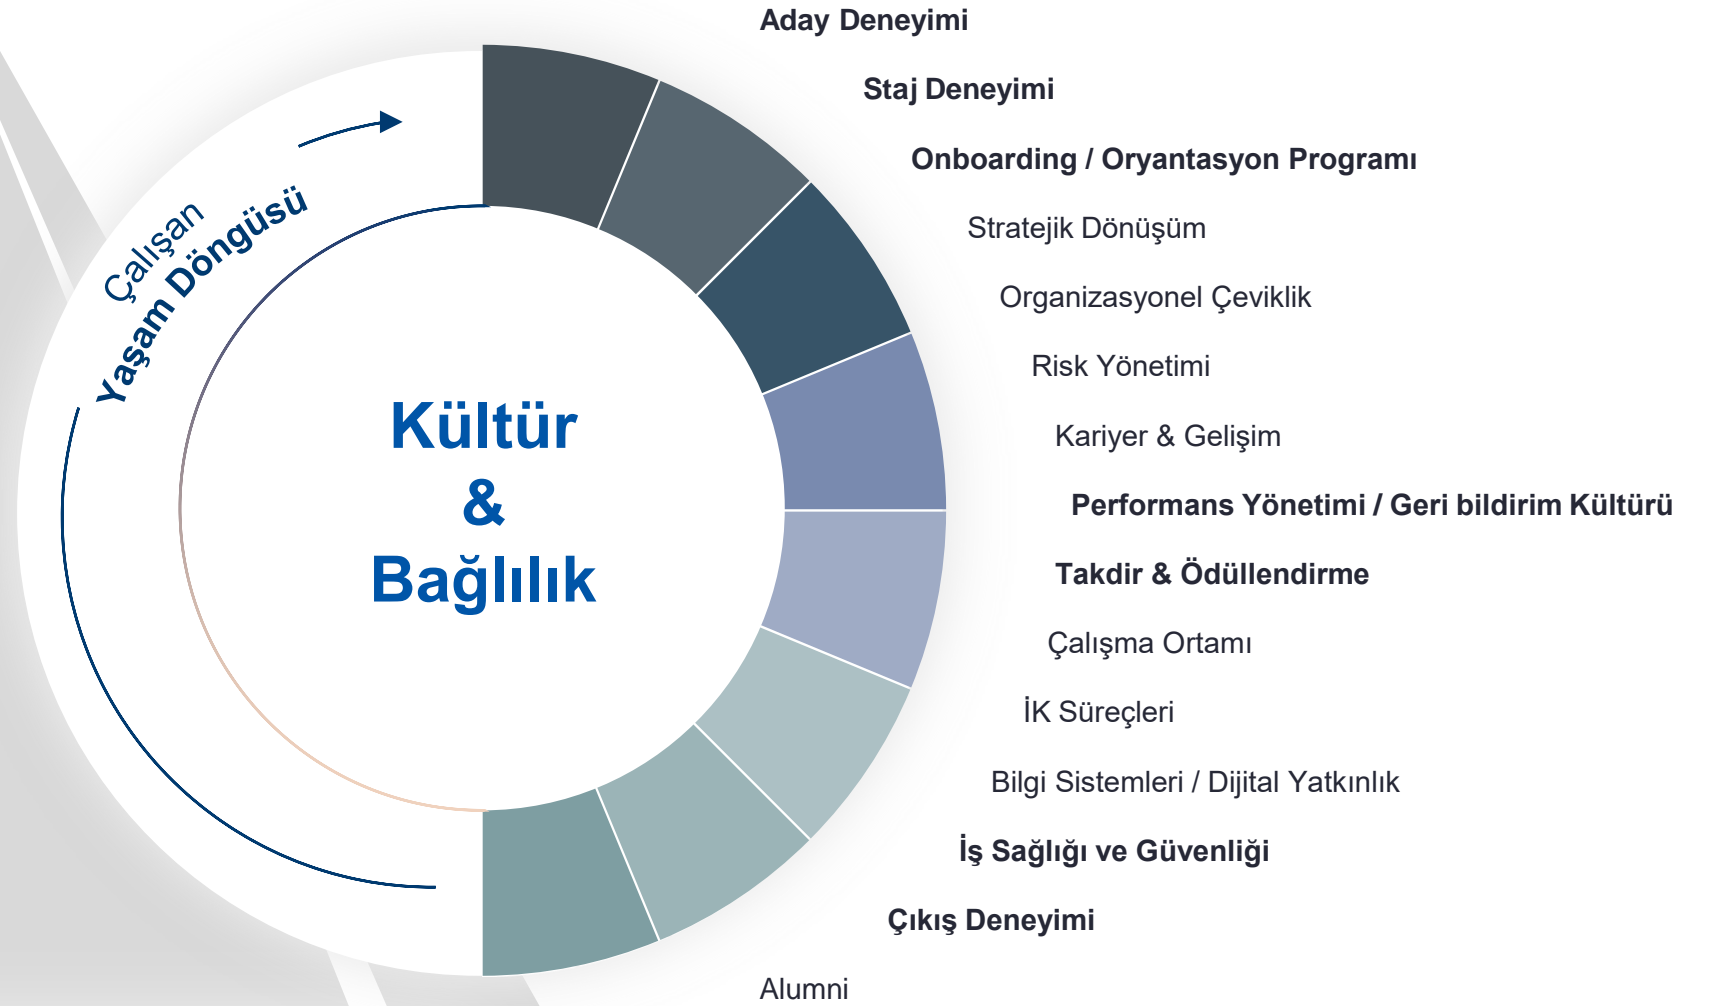 Aday Deneyimi
Staj Deneyimi
Onboarding / Oryantasyon Programı
Stratejik Dönüşüm
Organizasyonel Çeviklik
Risk Yönetimi
Kariyer & Gelişim
Performans Yönetimi / Geri bildirim Kültürü
Takdir & Ödüllendirme
Çalışma Ortamı
İK Süreçleri
Bilgi Sistemleri / Dijital Yatkınlık
İş Sağlığı ve Güvenliği
Çıkış Deneyimi
Alumni
Çalışan
Yaşam Döngüsü
Kültür
&
Bağlılık